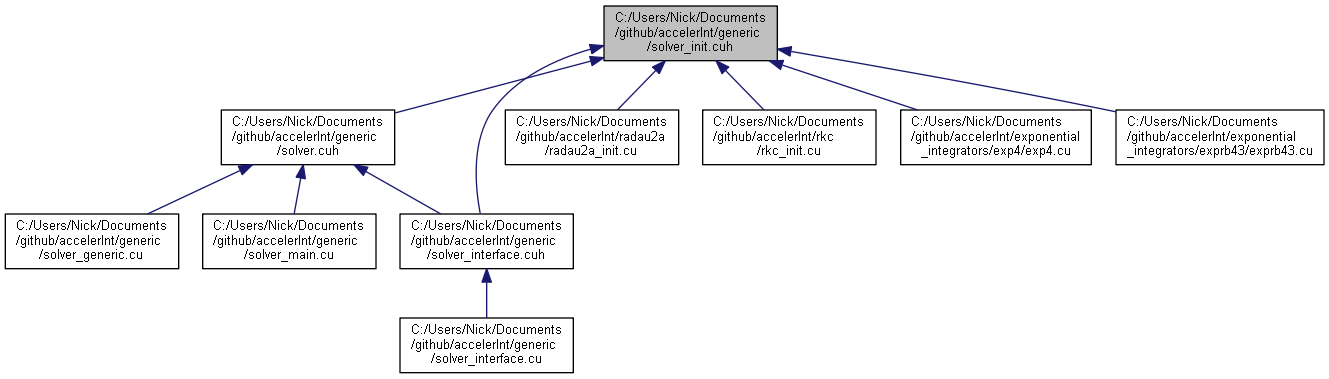 C:/Users/Nick/Documents
/github/accelerInt/generic
/solver_init.cuh
C:/Users/Nick/Documents
/github/accelerInt/generic
/solver.cuh
C:/Users/Nick/Documents
/github/accelerInt/radau2a
/radau2a_init.cu
C:/Users/Nick/Documents
/github/accelerInt/rkc
/rkc_init.cu
C:/Users/Nick/Documents
/github/accelerInt/exponential
_integrators/exp4/exp4.cu
C:/Users/Nick/Documents
/github/accelerInt/exponential
_integrators/exprb43/exprb43.cu
C:/Users/Nick/Documents
/github/accelerInt/generic
/solver_generic.cu
C:/Users/Nick/Documents
/github/accelerInt/generic
/solver_main.cu
C:/Users/Nick/Documents
/github/accelerInt/generic
/solver_interface.cuh
C:/Users/Nick/Documents
/github/accelerInt/generic
/solver_interface.cu